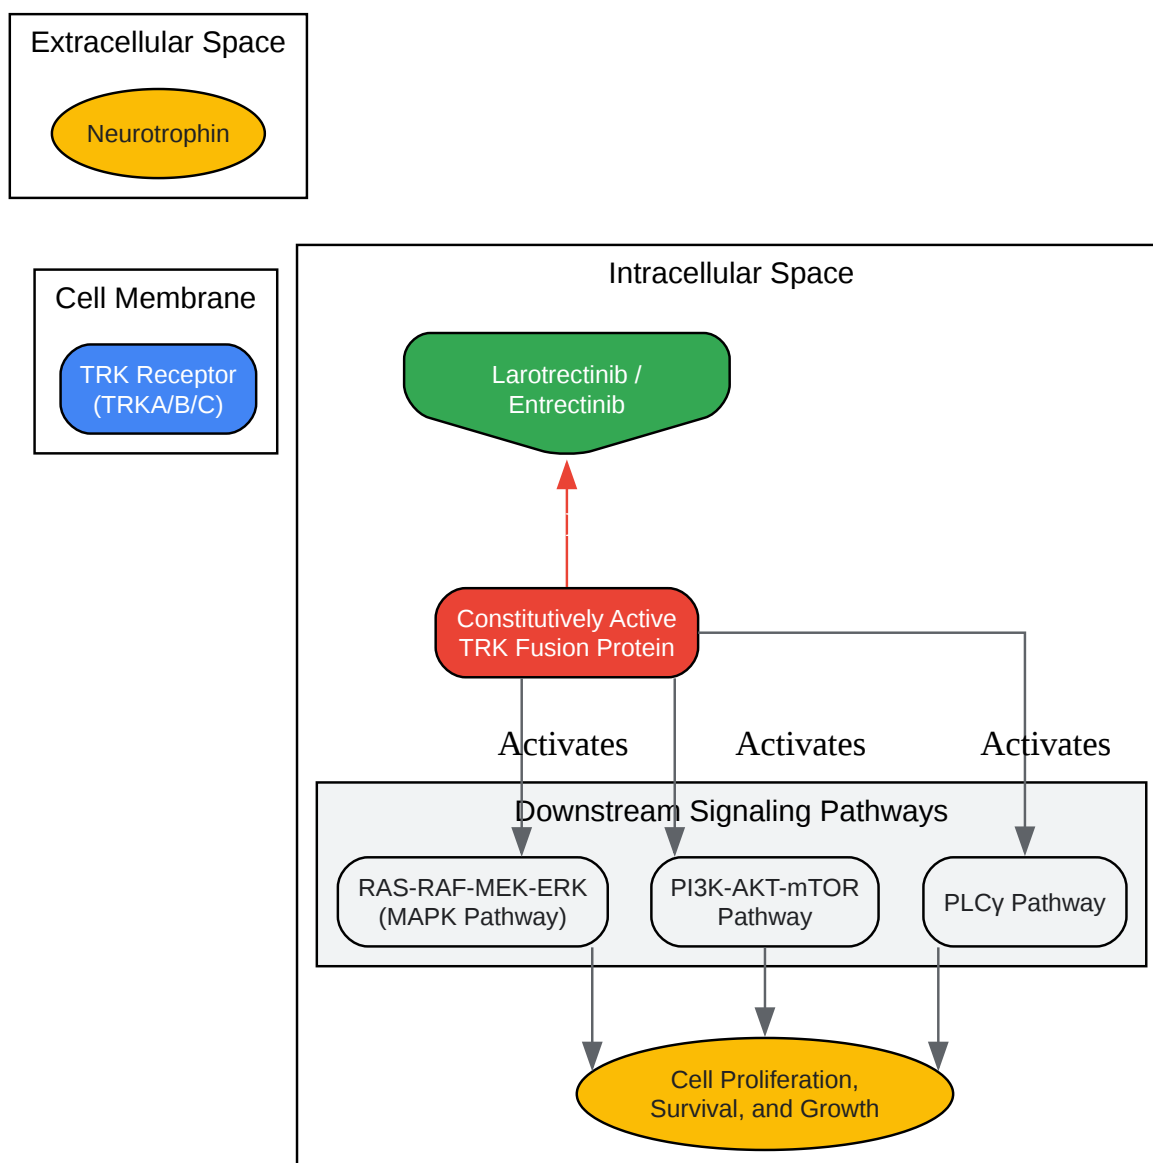 Extracellular Space
Neurotrophin
Cell Membrane
TRK Receptor
(TRKA/B/C)
Intracellular Space
Larotrectinib /
Entrectinib
Constitutively Active
TRK Fusion Protein
Activates
Activates
Activates
Downstream Signaling Pathways
RAS-RAF-MEK-ERK
(MAPK Pathway)
PI3K-AKT-mTOR
Pathway
PLCγ Pathway
Cell Proliferation,
Survival, and Growth